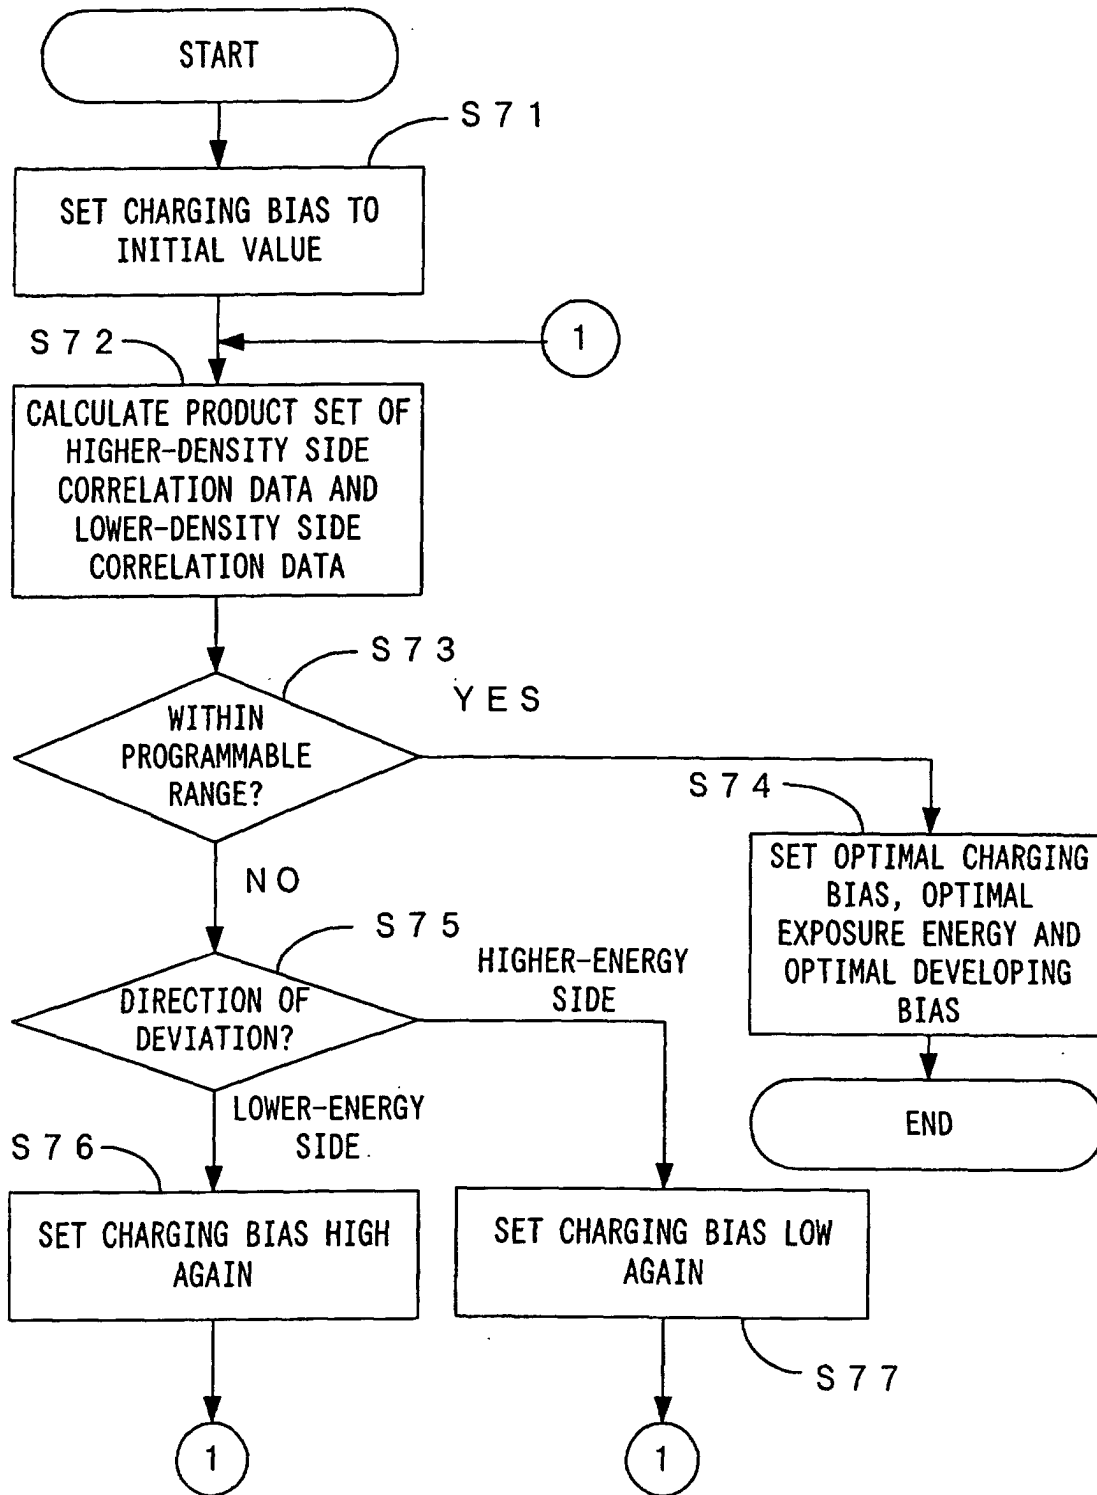 START
S71
SET CHARGING BIAS TO
INITIAL VALUE
1
S72
CALCULATE PRODUCT SET OF
HIGHER-DENSITY SIDE
CORRELATION DATA AND
LOWER-DENSITY SIDE
CORRELATION DATA
S73
YES
WITHIN
PROGRAMMABLE
RANGE?
S74
SET OPTIMAL CHARGING
BIAS, OPTIMAL
EXPOSURE ENERGY AND
OPTIMAL DEVELOPING
BIAS
NO
S75
HIGHER-ENERGY
SIDE
DIRECTION OF
DEVIATION?
END
LOWER-ENERGY
SIDE
S76
SET CHARGING BIAS HIGH
AGAIN
SET CHARGING BIAS LOW
AGAIN
S77
1
1